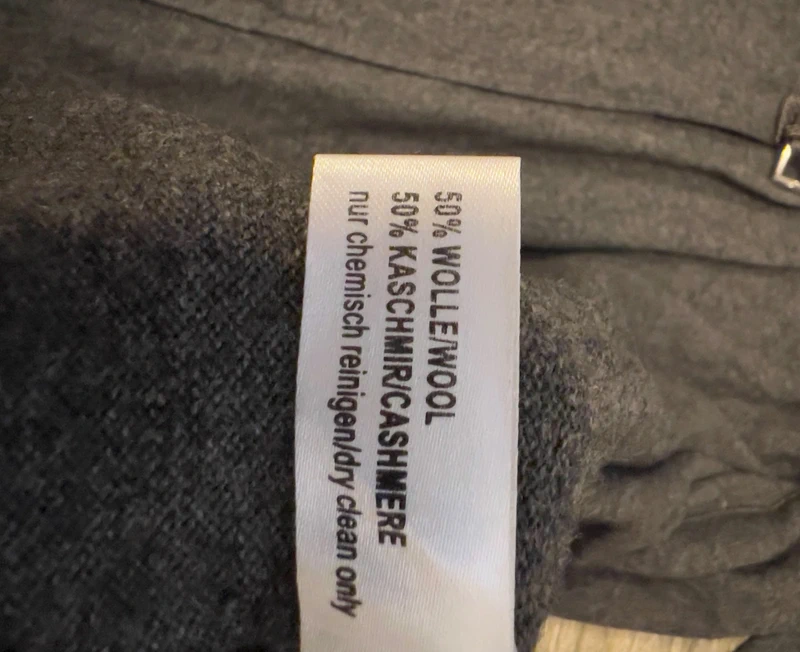 50% WOLLE/WOOL
50% KASCHMIR/CASHMERE
nur chemisch reinigen/dry clean only